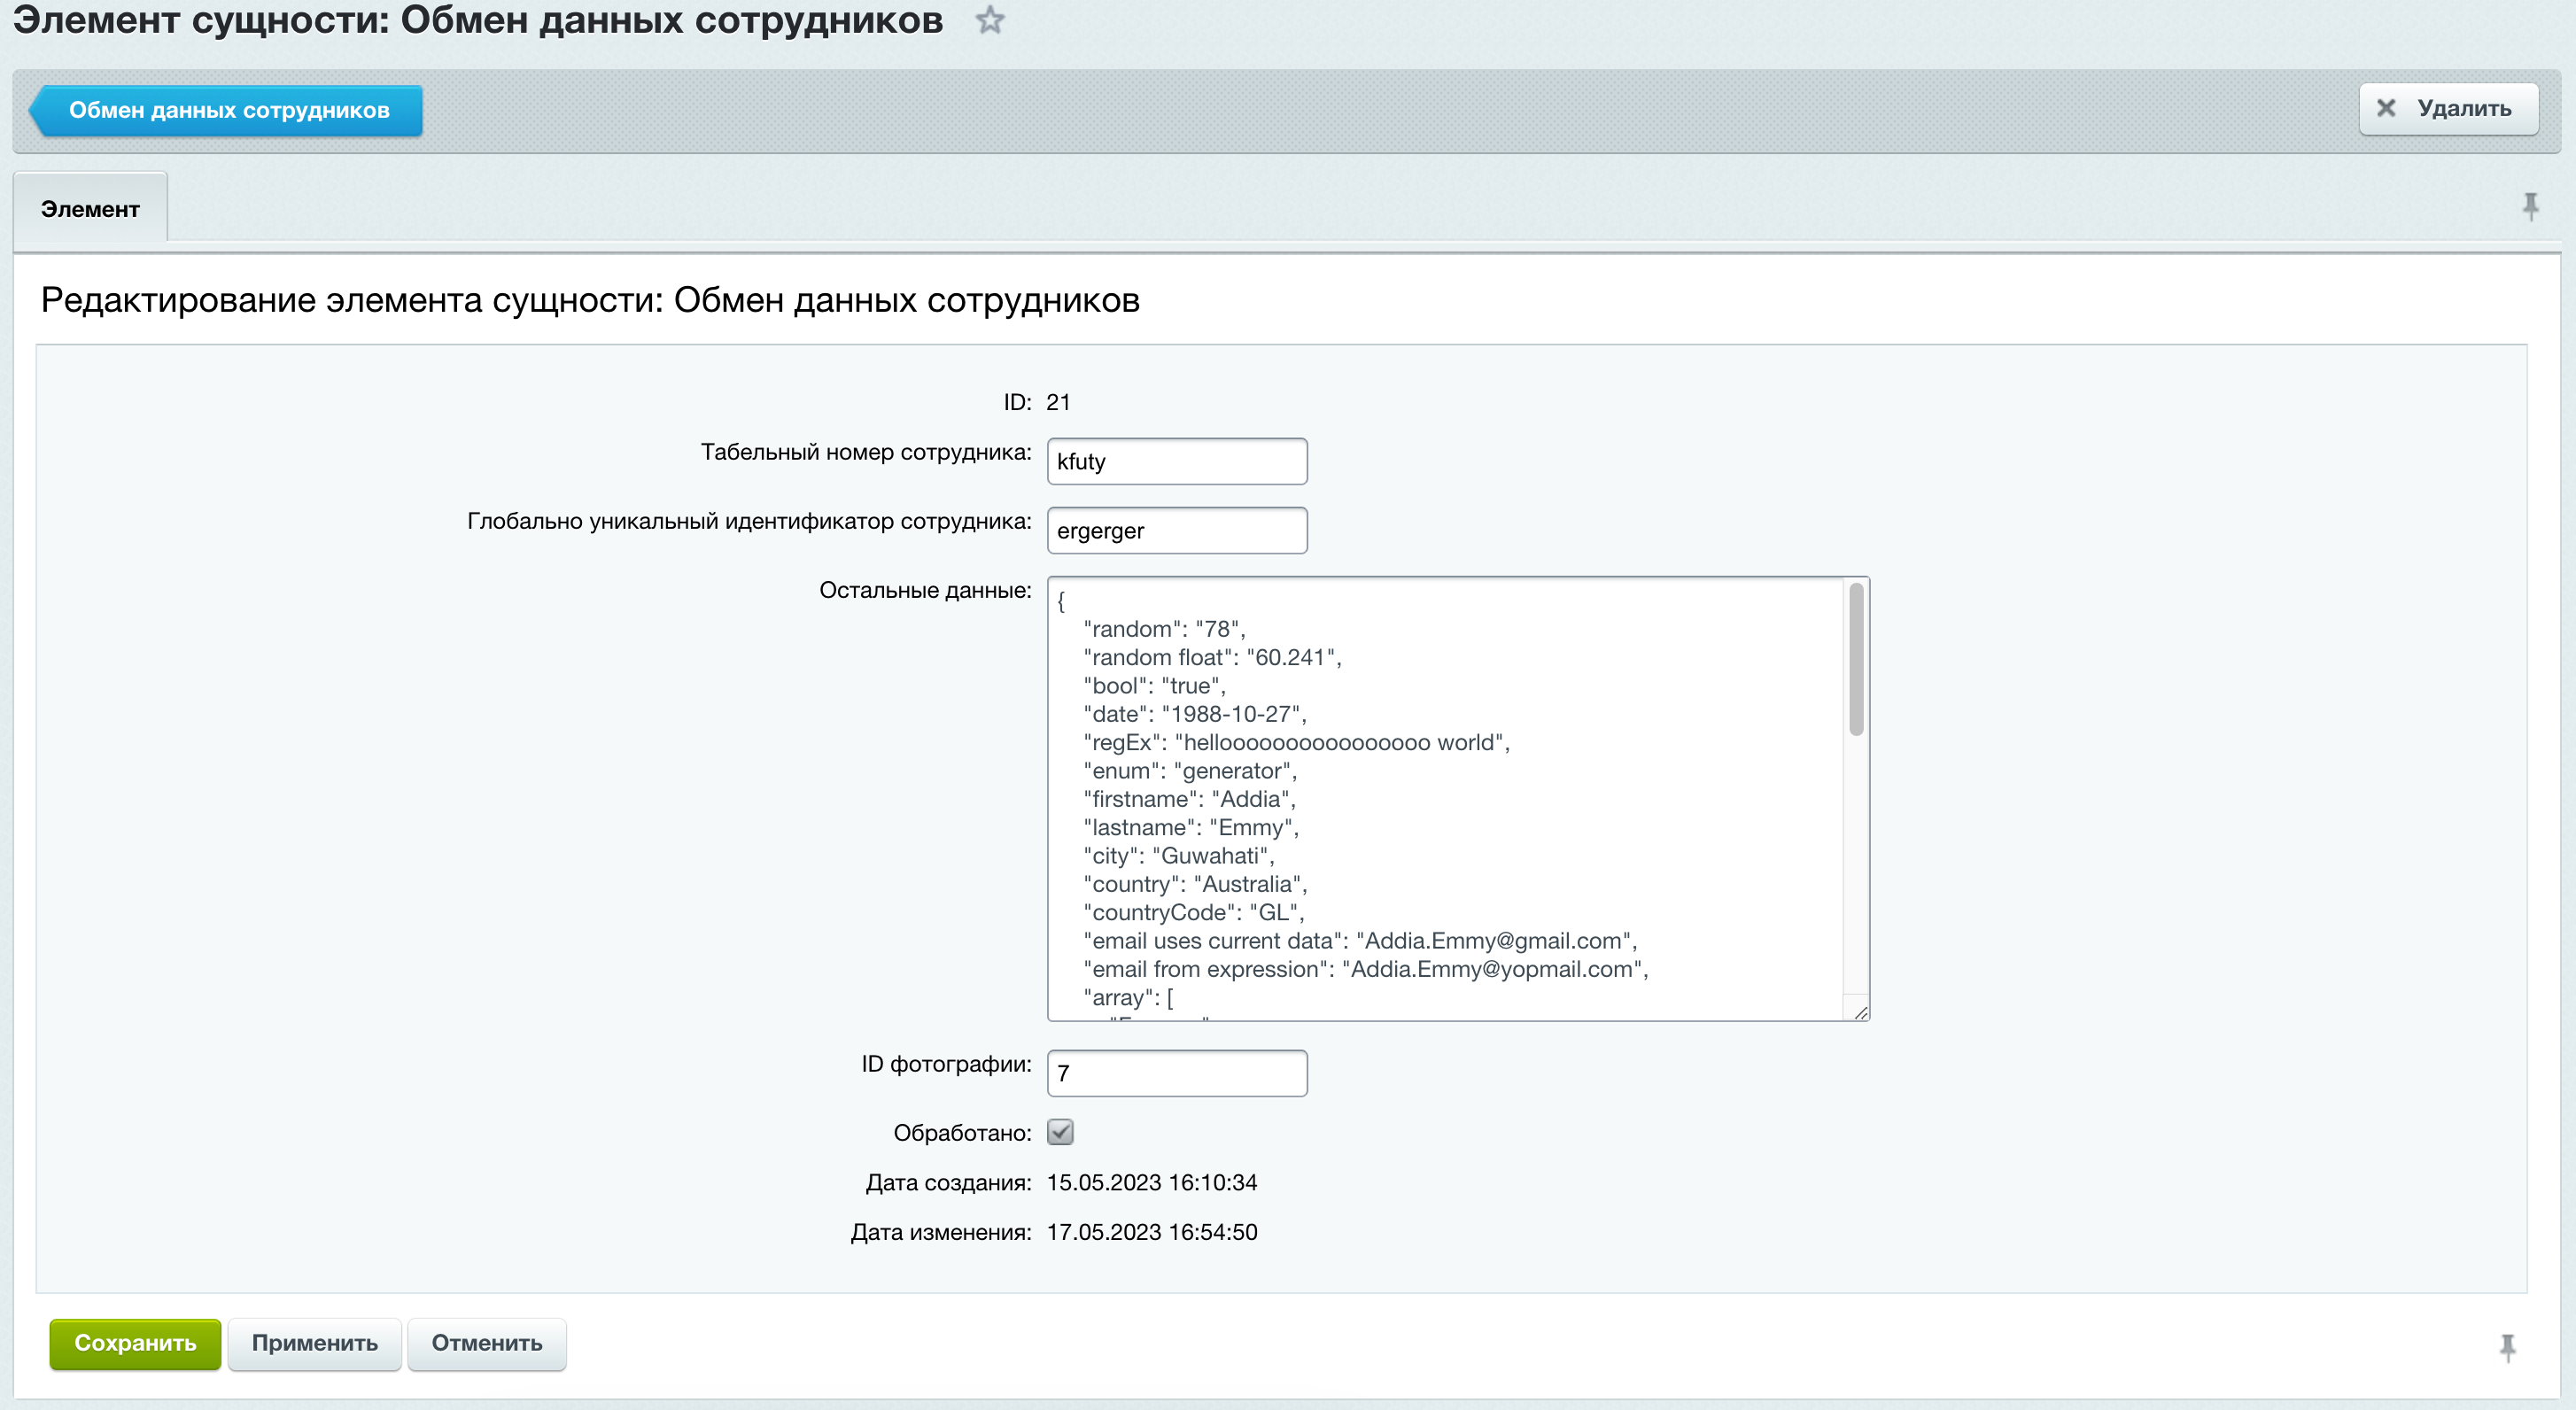 Элемент сущности: Обмен данных сотрудников
Обмен данных сотрудников
Удалить
Элемент
Редактирование элемента сущности: Обмен данных сотрудников
ID: 21
Табельный номер сотрудника: kfuty
Глобально уникальный идентификатор сотрудника: ergerger
Остальные данные: {
"random": "78",
"random float": "60.241",
"bool": "true",
"date": "1988-10-27",
"regEx": "helloooooooooooooooo world",
"enum": "generator",
"firstname": "Addia",
"lastname": "Emmy",
"city": "Guwahati",
"country": "Australia",
"countryCode": "GL",
"email uses current data": "Addia.Emmy@gmail.com",
"email from expression": "Addia.Emmy@yopmail.com",
"array": [
ID фотографии: 7
Обработано:
Дата создания: 15.05.2023 16:10:34
Дата изменения: 17.05.2023 16:54:50
Сохранить Применить Отменить